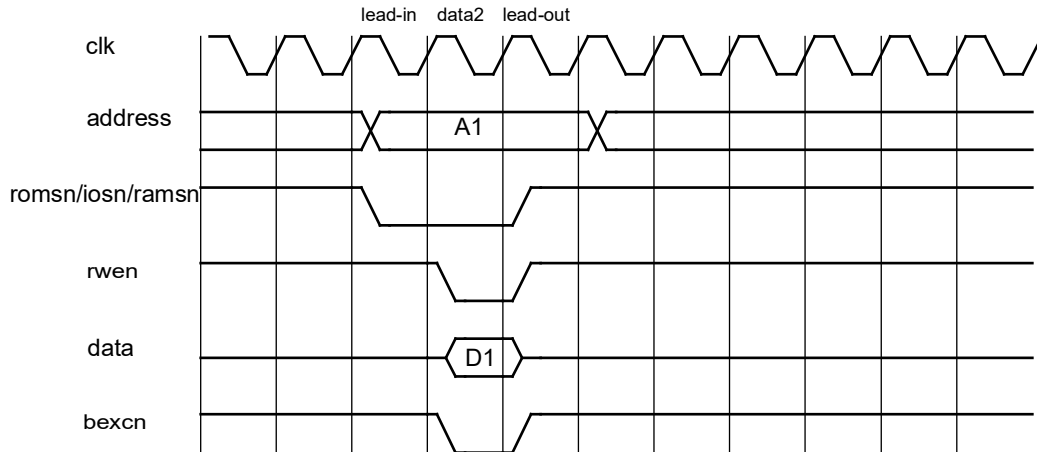 lead-in data2 lead-out
clk
address A1
romsn/iosn/ramsn
rwen
data D1
bexcn